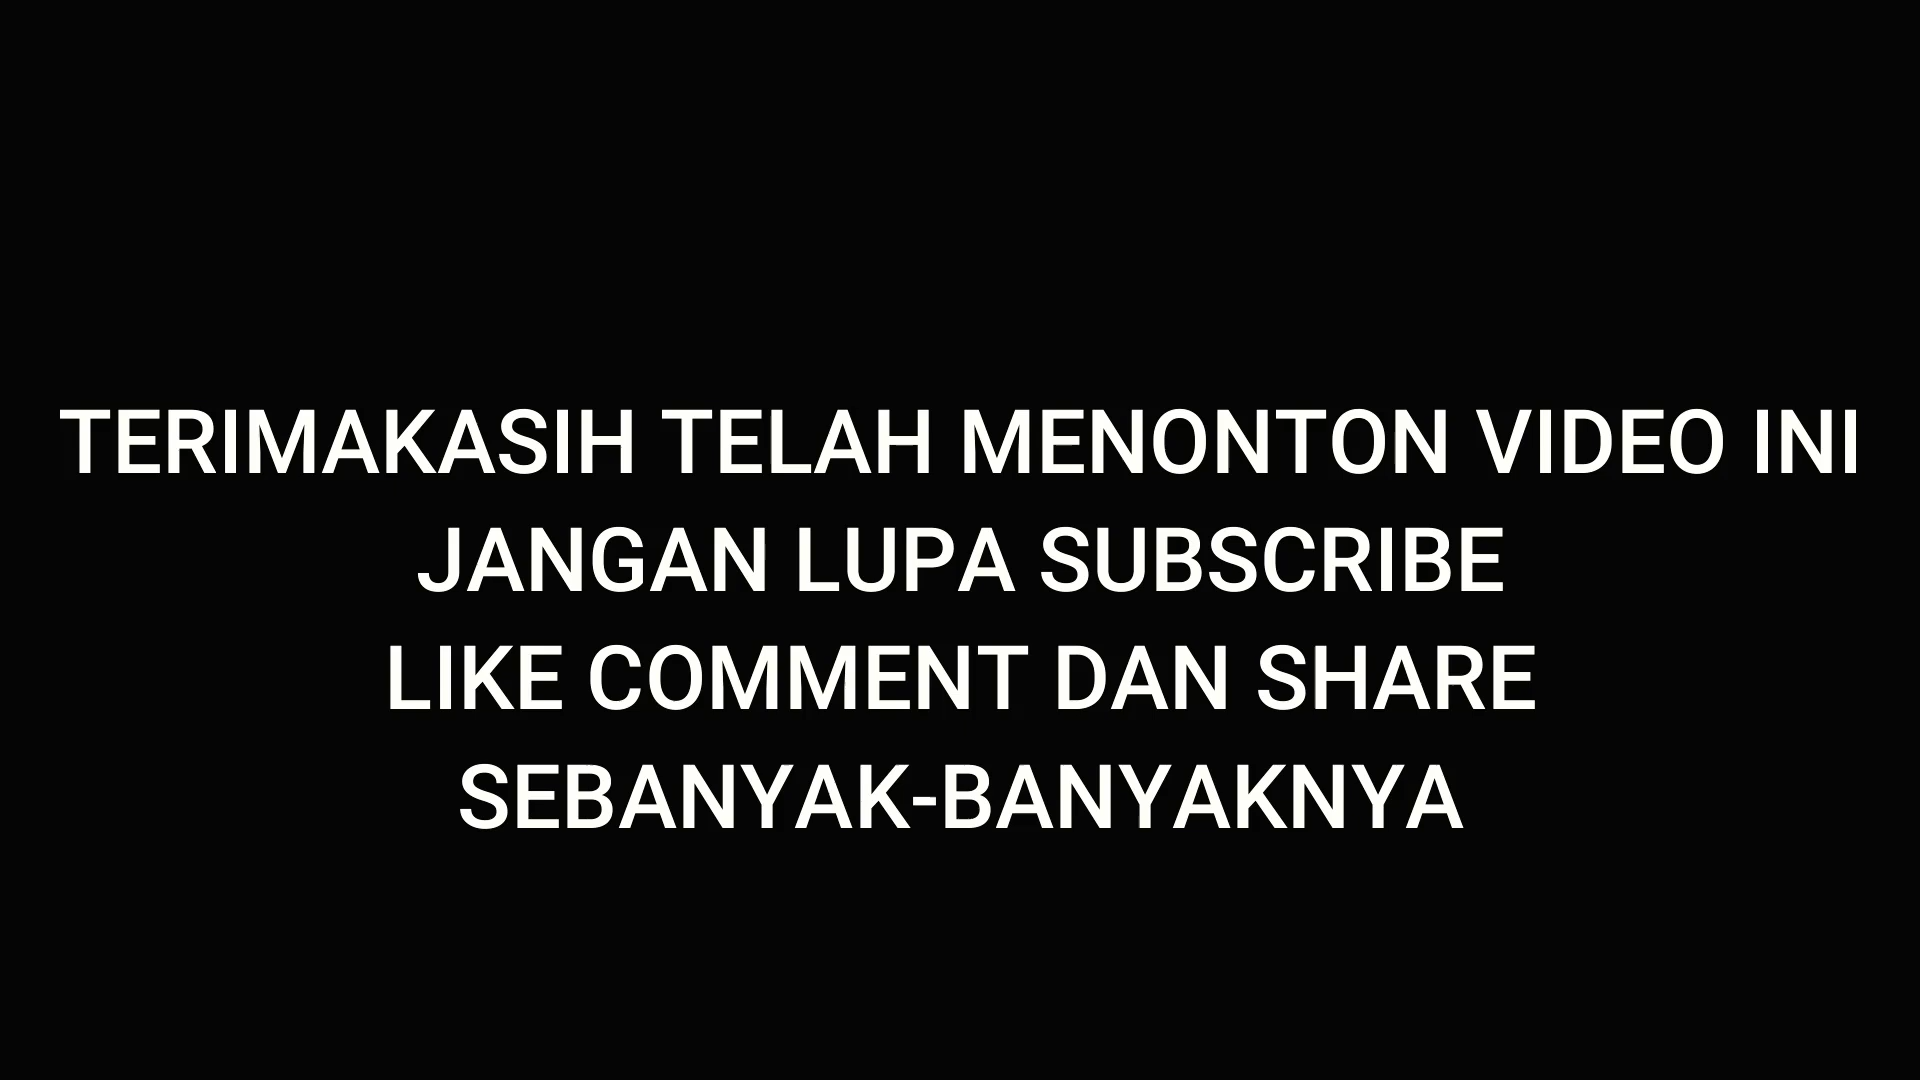 TERIMAKASIH TELAH MENONTON VIDEO INI
JANGAN LUPA SUBSCRIBE
LIKE COMMENT DAN SHARE
SEBANYAK-BANYAKNYA